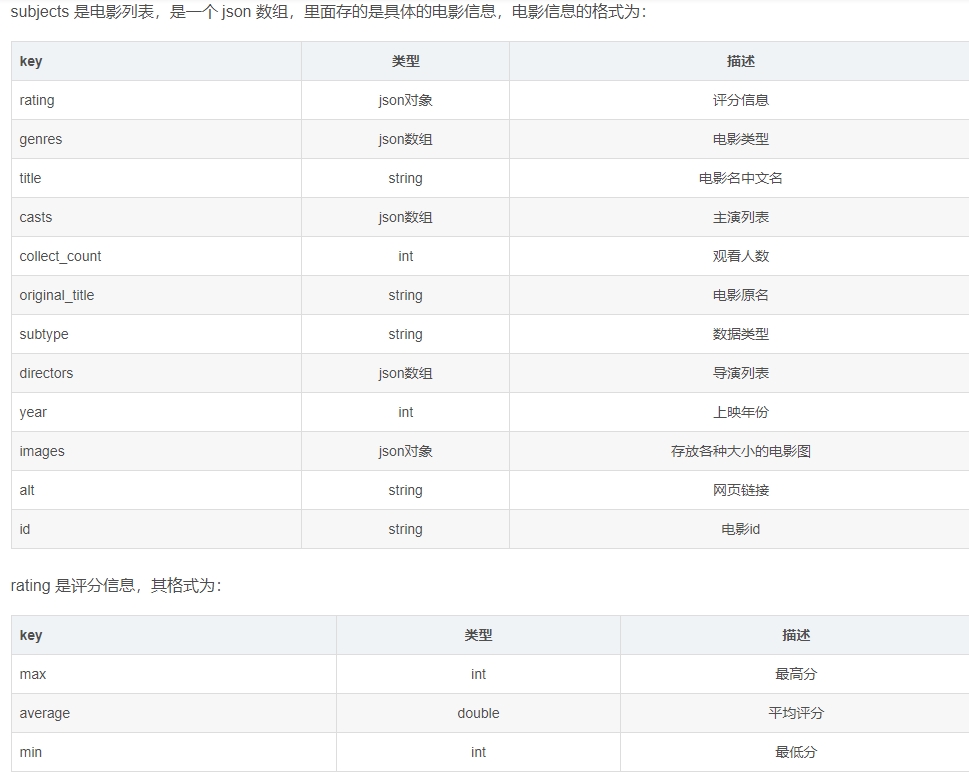 subjects 是电影列表，是一个 json 数组，里面存的是具体的电影信息，电影信息的格式为：
key 类型 描述
rating json对象 评分信息
genres json数组 电影类型
title string 电影名中文名
casts json数组 主演列表
collect_count int 观看人数
original_title string 电影原名
subtype string 数据类型
directors json数组 导演列表
year int 上映年份
images json对象 存放各种大小的电影图
alt string 网页链接
id string 电影id
rating 是评分信息，其格式为：
key 类型 描述
max int 最高分
average double 平均评分
min int 最低分